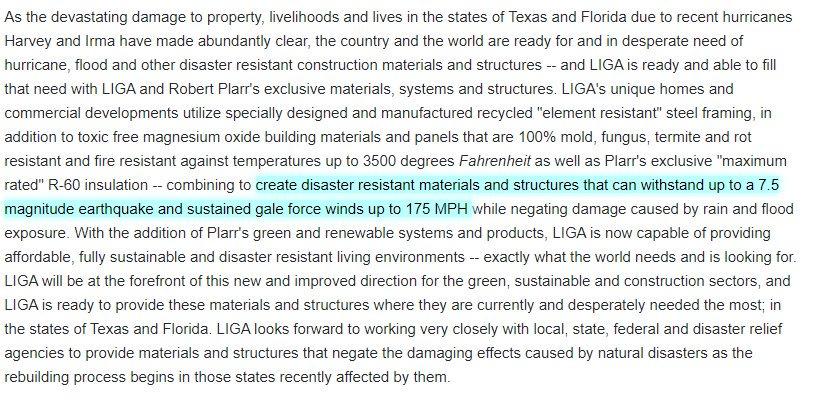 As the devastating damage to property, livelihoods and lives in the states of Texas and Florida due to recent hurricanes
Harvey and Irma have made abundantly clear, the country and the world are ready for and in desperate need of
hurricane, flood and other disaster resistant construction materials and structures -- and LIGA is ready and able to fill
that need with LIGA and Robert Plarr's exclusive materials, systems and structures. LIGA's unique homes and
commercial developments utilize specially designed and manufactured recycled "element resistant" steel framing, in
addition to toxic free magnesium oxide building materials and panels that are 100% mold, fungus, termite and rot
resistant and fire resistant against temperatures up to 3500 degrees Fahrenheit as well as Plarr's exclusive "maximum
rated" R-60 insulation -- combining to create disaster resistant materials and structures that can withstand up to a 7.5
magnitude earthquake and sustained gale force winds up to 175 MPH while negating damage caused by rain and flood
exposure. With the addition of Plarr's green and renewable systems and products, LIGA is now capable of providing
affordable, fully sustainable and disaster resistant living environments -- exactly what the world needs and is looking for.
LIGA will be at the forefront of this new and improved direction for the green, sustainable and construction sectors, and
LIGA is ready to provide these materials and structures where they are currently and desperately needed the most; in
the states of Texas and Florida. LIGA looks forward to working very closely with local, state, federal and disaster relief
agencies to provide materials and structures that negate the damaging effects caused by natural disasters as the
rebuilding process begins in those states recently affected by them.